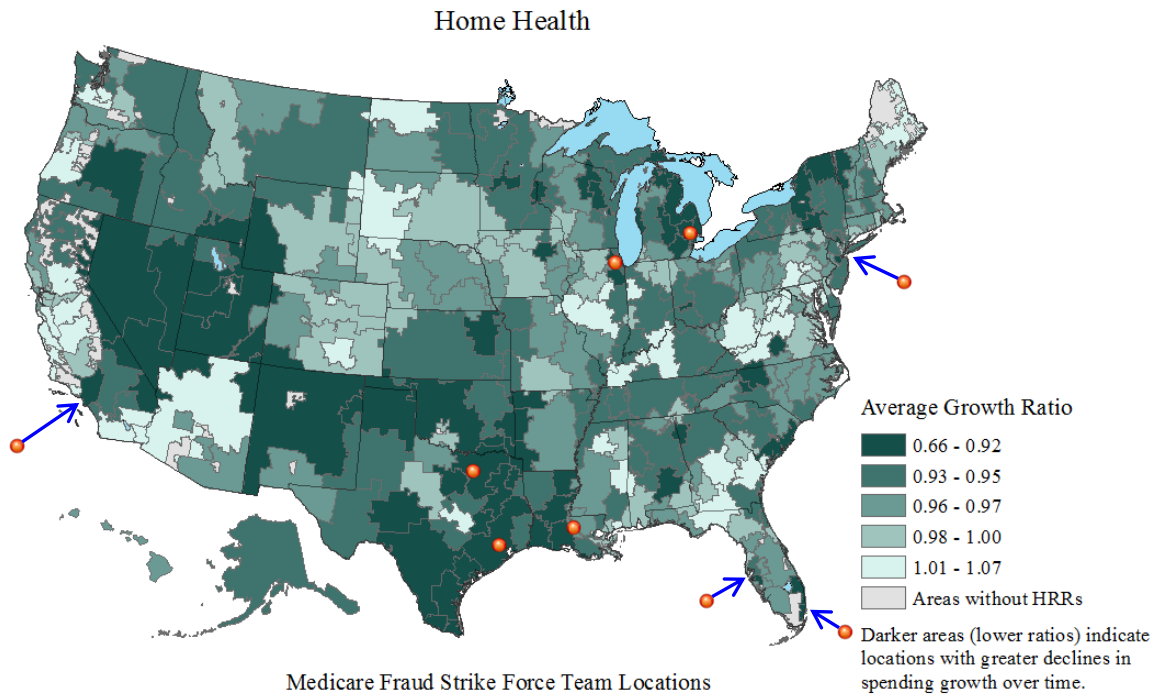 Home Health
Average Growth Ratio
0.66 - 0.92
0.93 - 0.95
0.96 - 0.97
0.98 - 1.00
1.01 - 1.07
Areas without HRRs
Darker areas (lower ratios) indicate
locations with greater declines in
spending growth over time.
Medicare Fraud Strike Force Team Locations